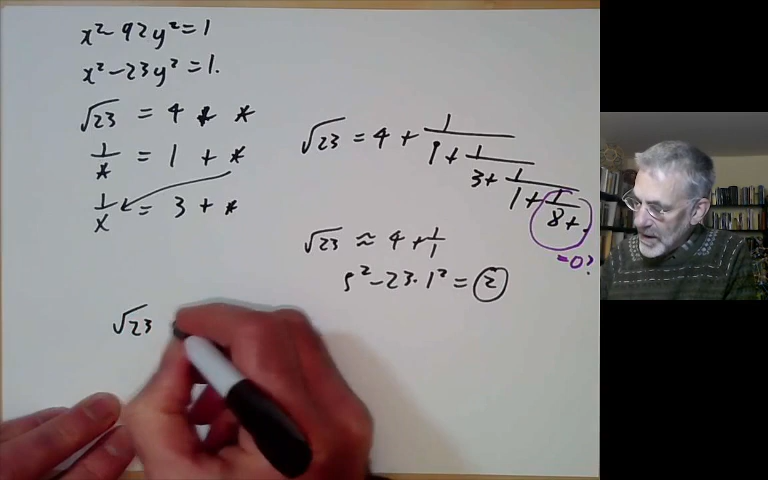 x² - 92y² = 1
x² - 23y² = 1.
√23 = 4 * *
1/* = 1 + *
1/x = 3 + *
√23 = 4 + 1/(1 + 1/(3 + 1/(1 + 1/(8 + .
= 0?
√23 ≈ 4 + 1/1
5² - 23·1² = 2
√23